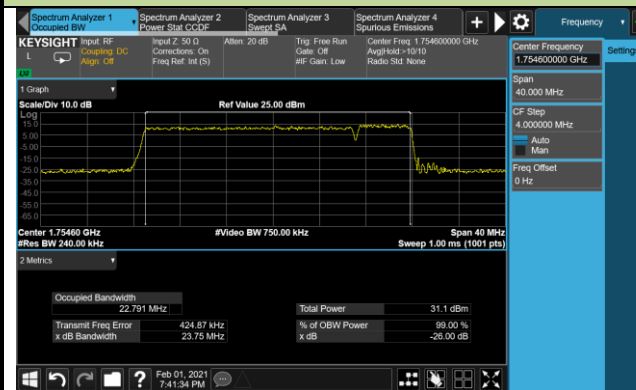 Spectrum Analyzer 1
Occupied BW
Spectrum Analyzer 2
Power Stat CCDF
Spectrum Analyzer 3
Swept SA
Spectrum Analyzer 4
Spurious Emissions
Frequency
KEYSIGHT
L
Input: RF
Coupling: DC
Align: Off
Input Z: 50 Ω
Corrections: On
Freq Ref: Int (S)
Atten: 20 dB
Trig: Free Run
Gate: Off
#IF Gain: Low
Center Freq: 1.754600000 GHz
Avg|Hold:>10/10
Radio Std: None
Center Frequency
1.754600000 GHz
Settings
Span
40.000 MHz
CF Step
4.000000 MHz
Auto
Man
Freq Offset
0 Hz
1 Graph
Scale/Div 10.0 dB
Ref Value 25.00 dBm
Log
15.0
5.00
-5.00
-15.0
-25.0
-35.0
-45.0
-55.0
-65.0
Center 1.75460 GHz
#Video BW 750.00 kHz
Span 40 MHz
#Res BW 240.00 kHz
Sweep 1.00 ms (1001 pts)
2 Metrics
Occupied Bandwidth
22.791 MHz
Total Power 31.1 dBm
Transmit Freq Error 424.87 kHz
% of OBW Power 99.00 %
x dB Bandwidth 23.75 MHz
x dB -26.00 dB
?
Feb 01, 2021
7:41:34 PM